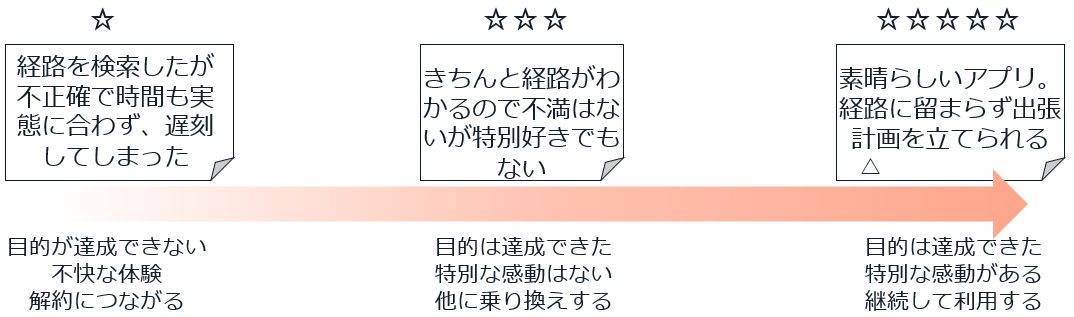 ☆
☆☆☆
☆☆☆☆☆
経路を検索したが
不正確で時間も実
態に合わず、遅刻
してしまった
きちんと経路がわ
かるので不満はな
いが特別好きでも
ない
素晴らしいアプリ。
経路に留まらず出張
計画を立てられる
△
目的が達成できない
不快な体験
解約につながる
目的は達成できた
特別な感動はない
他に乗り換えする
目的は達成できた
特別な感動がある
継続して利用する